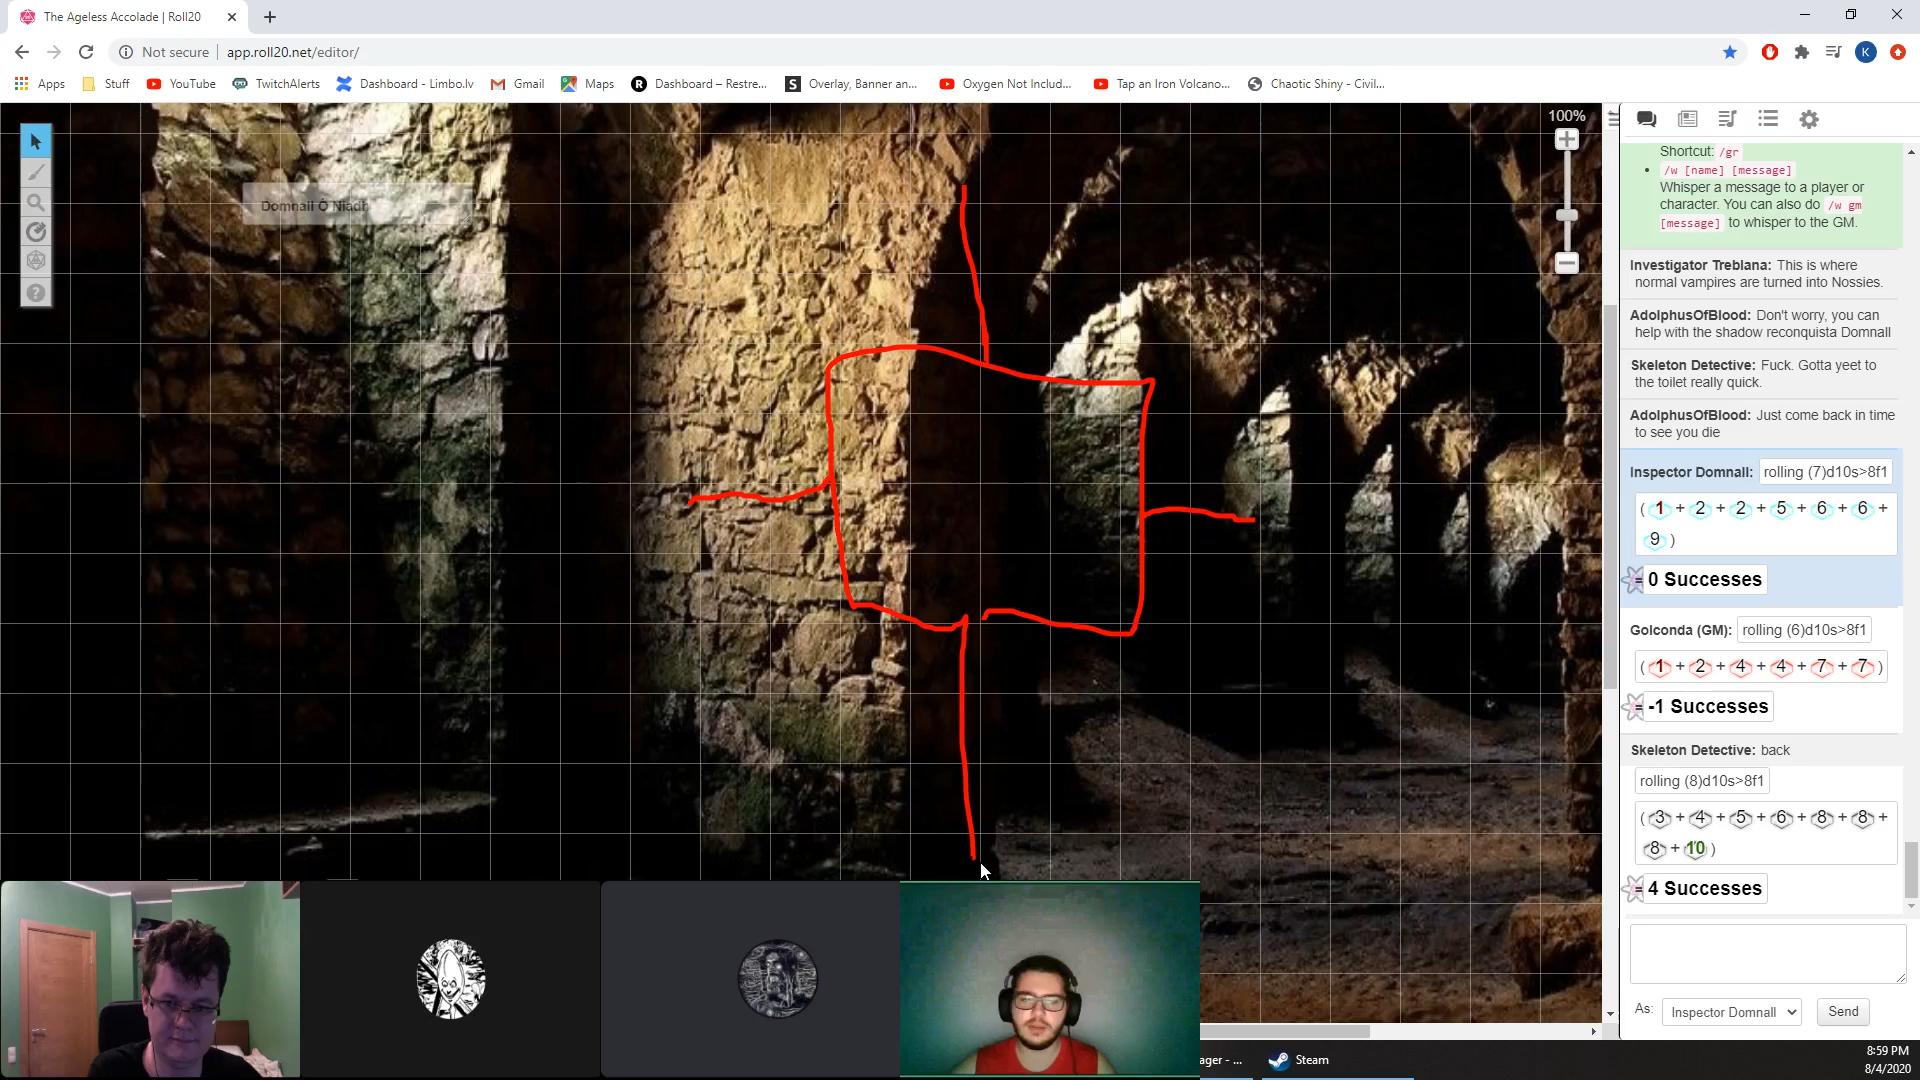 The Ageless Accolade | Roll20
Not secure
app.roll20.net/editor/
K
Apps
Stuff
YouTube
TwitchAlerts
Dashboard - Limbo.lv
Gmail
Maps
Dashboard – Restre...
Overlay, Banner an...
Oxygen Not Includ...
Tap an Iron Volcano...
Chaotic Shiny - Civil...
100%
Domnall Ó Niadh
Shortcut: /gr
• /w [name] [message]
Whisper a message to a player or
character. You can also do /w gm
[message] to whisper to the GM.
Investigator Treblana: This is where
normal vampires are turned into Nossies.
AdolphusOfBlood: Don't worry, you can
help with the shadow reconquista Domnall
Skeleton Detective: Fuck. Gotta yeet to
the toilet really quick.
AdolphusOfBlood: Just come back in time
to see you die
Inspector Domnall: rolling (7)d10s>8f1
(1 + 2 + 2 + 5 + 6 + 6 +
9)
= 0 Successes
Golconda (GM): rolling (6)d10s>8f1
(1 + 2 + 4 + 4 + 7 + 7)
= -1 Successes
Skeleton Detective: back
rolling (8)d10s>8f1
(3 + 4 + 5 + 6 + 8 + 8 +
8 + 10)
= 4 Successes
As: Inspector Domnall Send
ager - ...
Steam
8:59 PM
8/4/2020